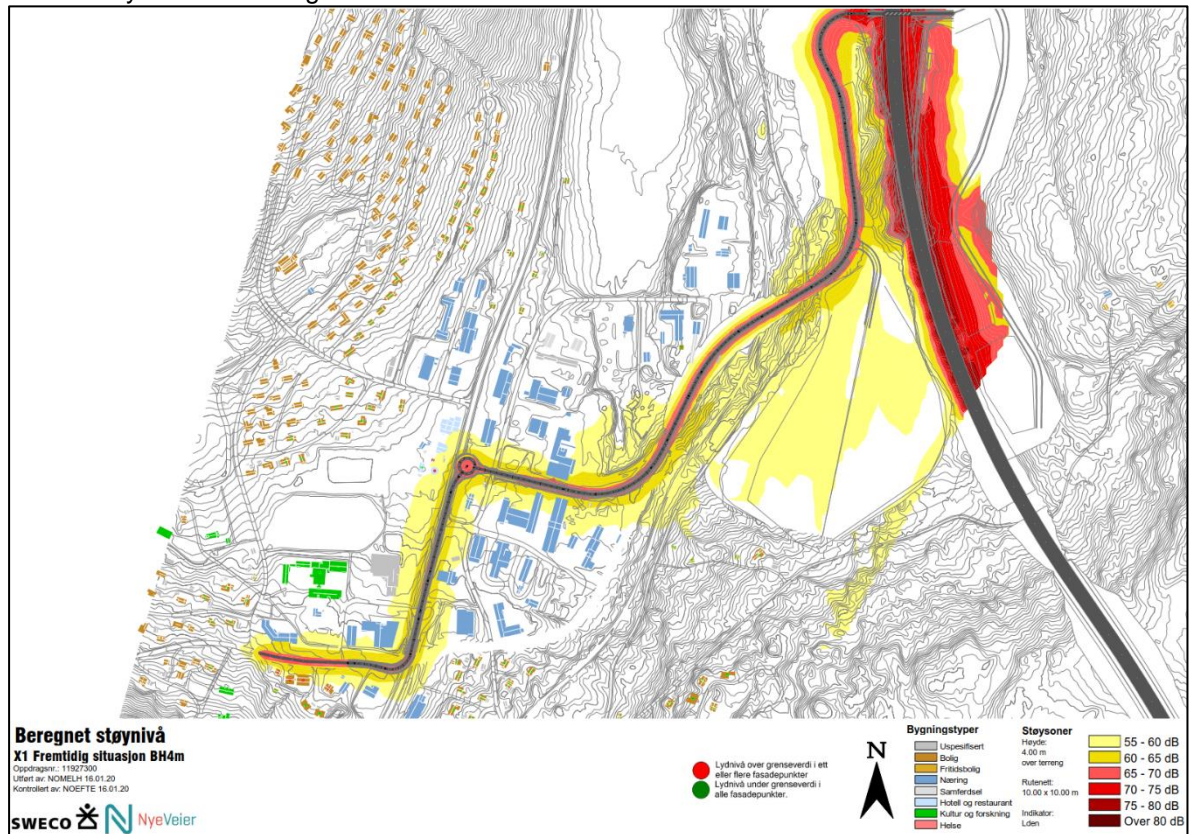 Beregnet støynivå
X1 Fremtidig situasjon BH4m
Oppdragsnr.: 11927300
Utført av: NOMELH 16.01.20
Kontrollert av: NOEFTE 16.01.20
SWECO NyeVeier
Lydnivå over grenseverdi i ett
eller flere fasadepunkter
Lydnivå under grenseverdi i
alle fasadepunkter.
N
Bygningstyper
Uspesifisert
Bolig
Fritidsbolig
Næring
Samferdsel
Hotell og restaurant
Kultur og forskning
Helse
Støysoner
Høyde:
4.00 m
over terreng
Rutenett:
10.00 x 10.00 m
Indikator:
Lden
55 - 60 dB
60 - 65 dB
65 - 70 dB
70 - 75 dB
75 - 80 dB
Over 80 dB